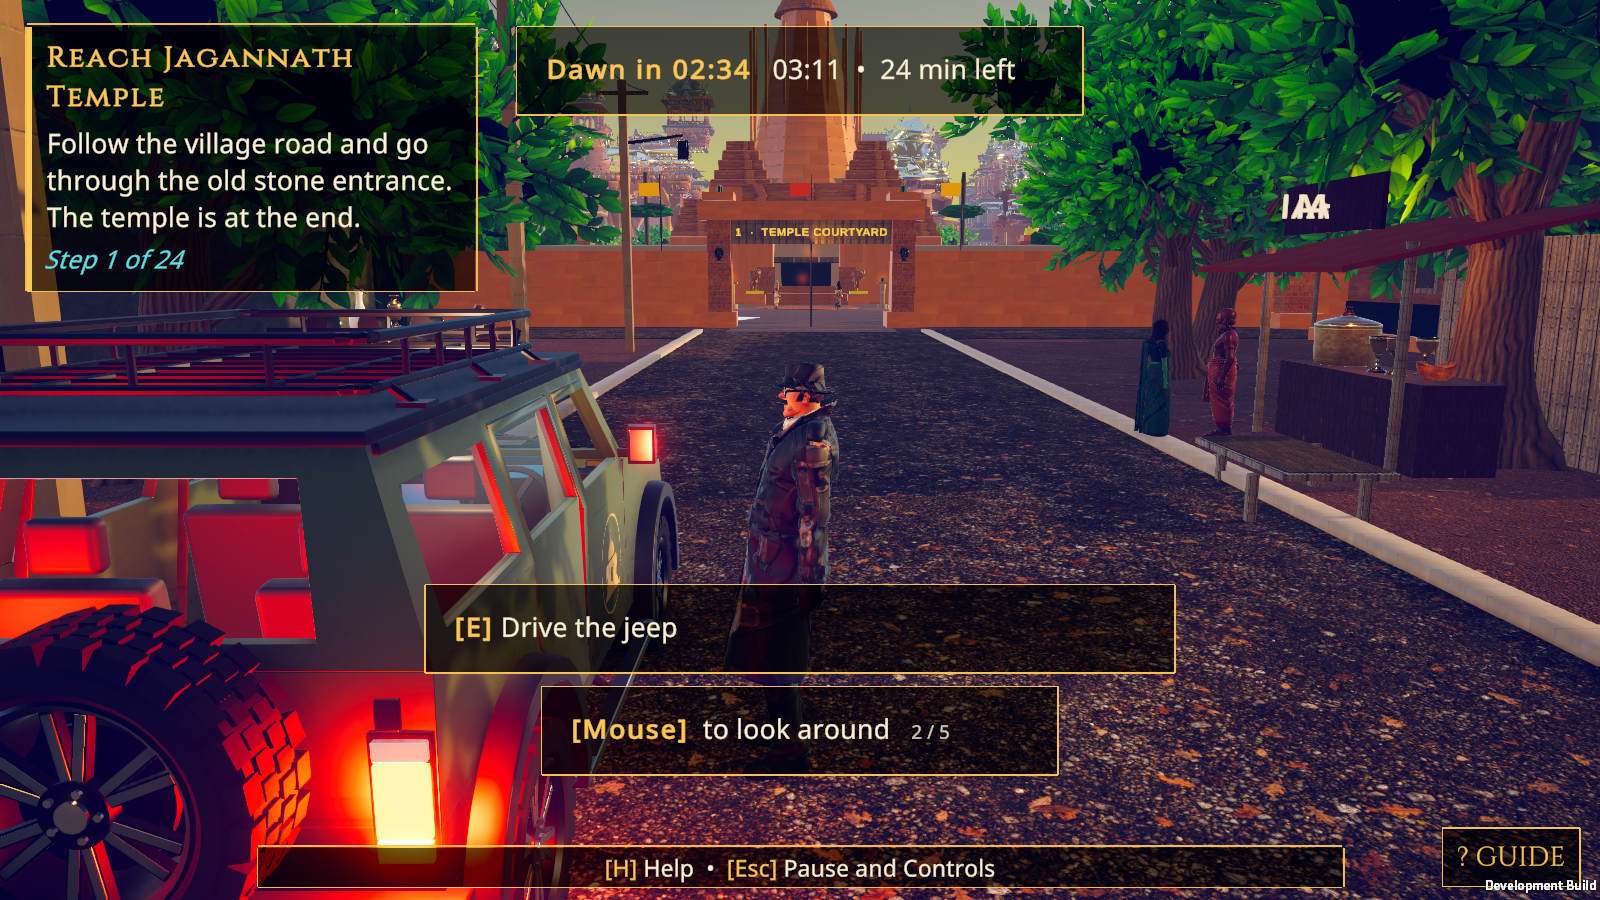 REACH JAGANNATH
TEMPLE
Follow the village road and go
through the old stone entrance.
The temple is at the end.
Step 1 of 24
Dawn in 02:34 03:11 • 24 min left
1 · TEMPLE COURTYARD
[E] Drive the jeep
[Mouse] to look around 2 / 5
[H] Help • [Esc] Pause and Controls
? GUIDE
Development Build